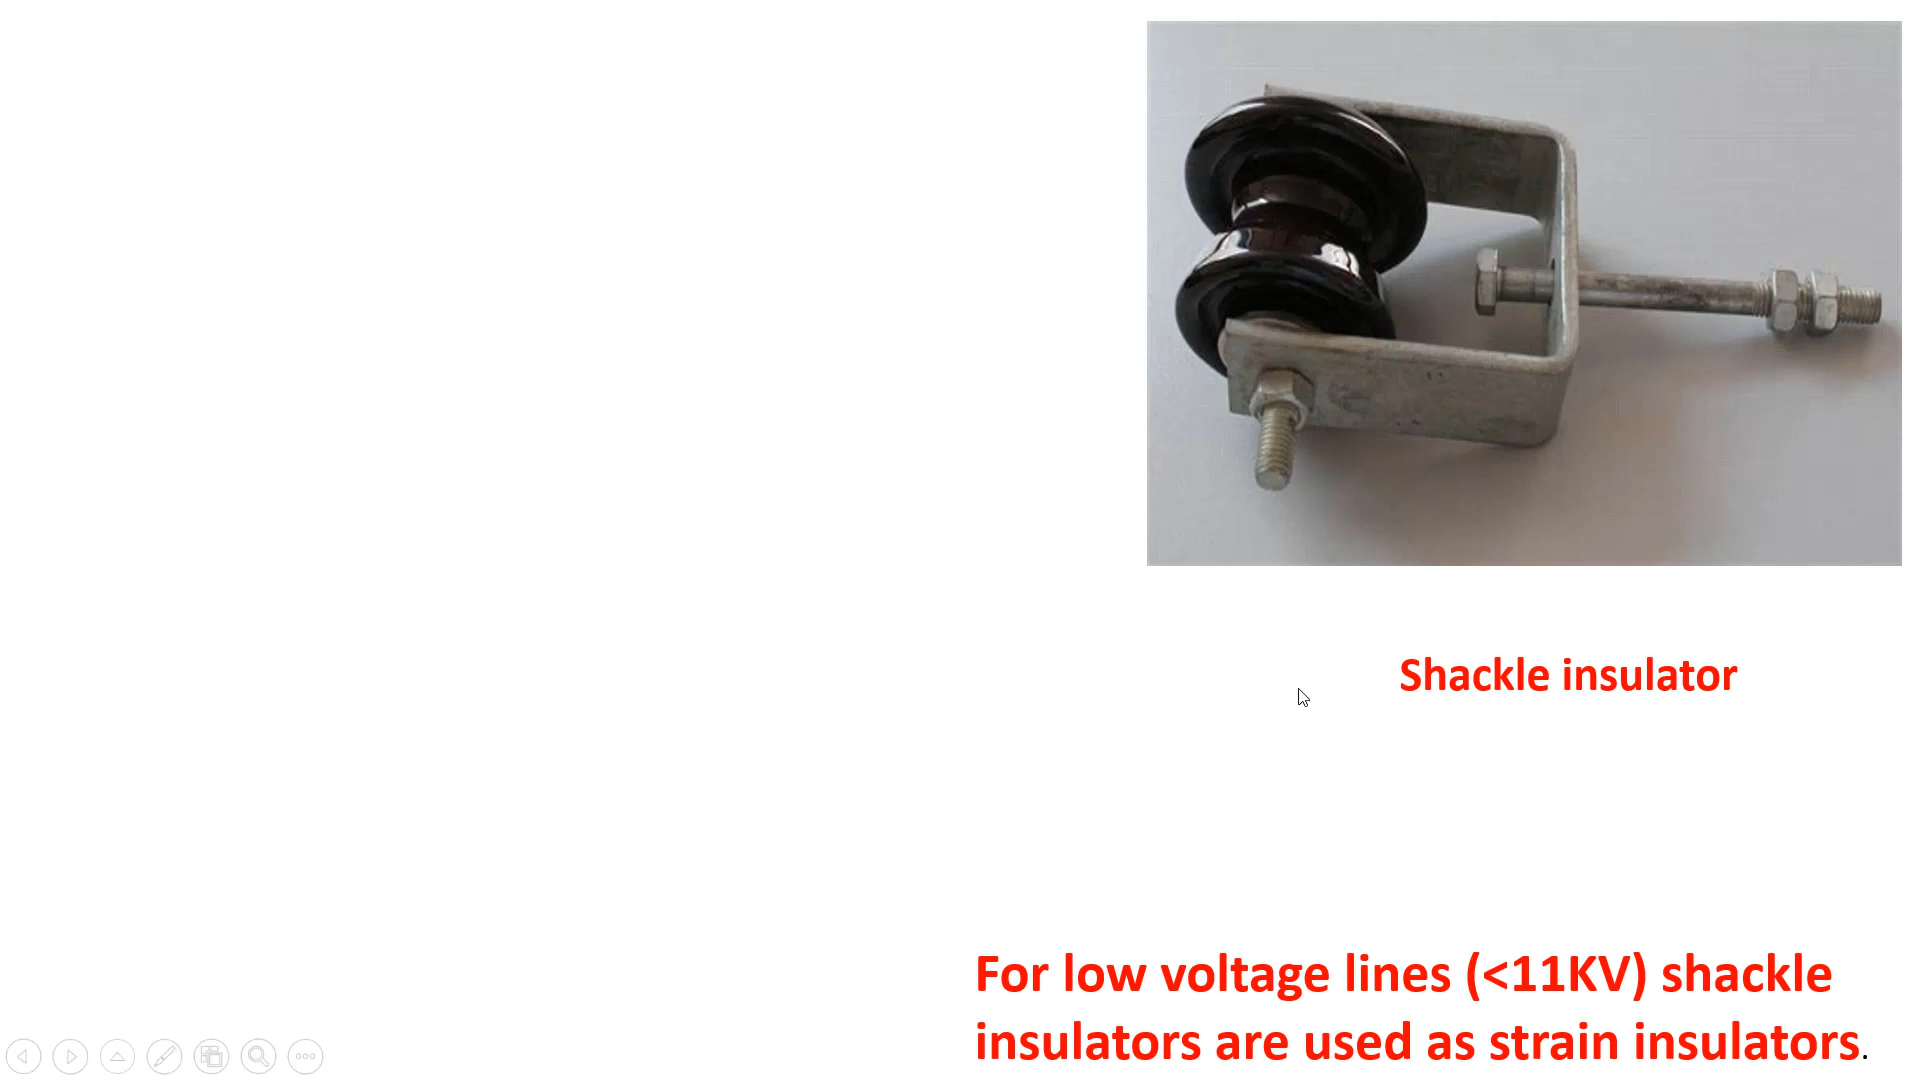 Shackle insulator
For low voltage lines (<11KV) shackle
insulators are used as strain insulators.